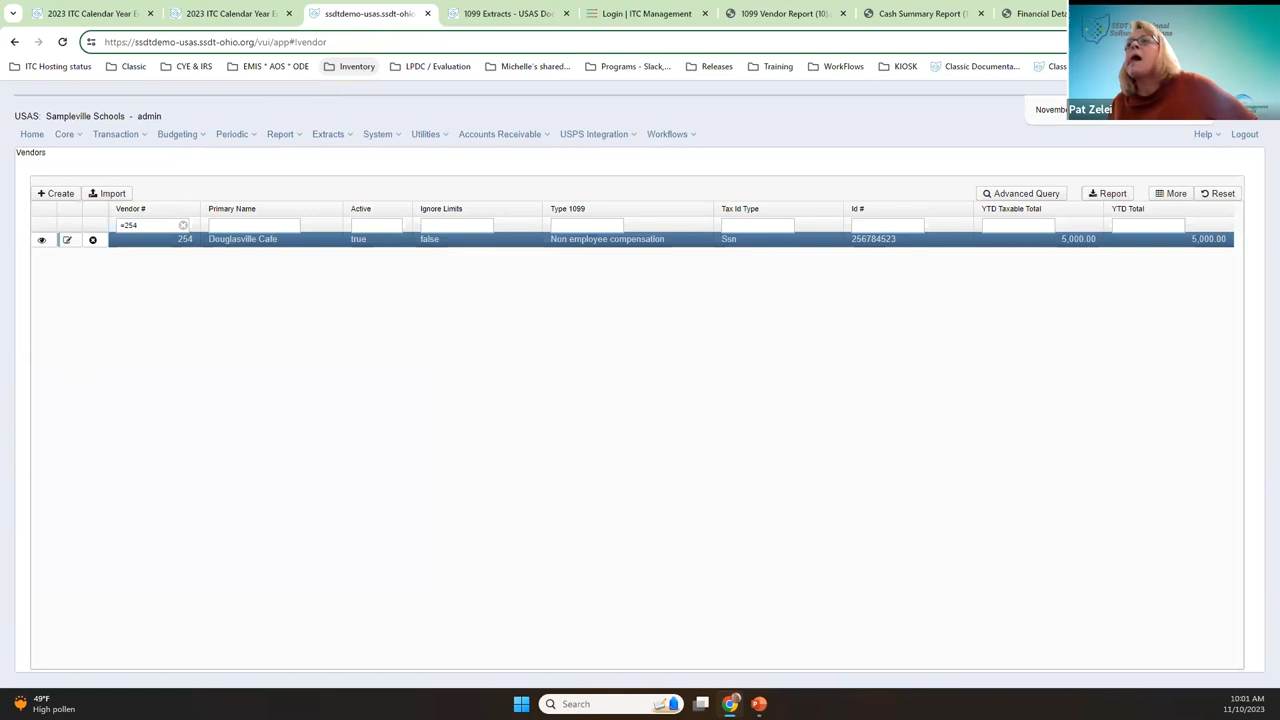 2023 ITC Calendar Year E
2023 ITC Calendar Year E
ssdtdemo-usas.ssdt-ohio
1099 Extracts - USAS Doc
Login | ITC Management
1099 Vendor Report (10)
Cash Summary Report (
Financial Det
https://ssdtdemo-usas.ssdt-ohio.org/vui/app#!vendor
ITC Hosting status
Classic
CYE & IRS
EMIS * AOS * ODE
Inventory
LPDC / Evaluation
Michelle's shared...
Programs - Slack,...
Releases
Training
WorkFlows
KIOSK
Classic Documenta...
Class
Pat Zelei
USAS: Sampleville Schools - admin
Novemb
Home Core Transaction Budgeting Periodic Report Extracts System Utilities Accounts Receivable USPS Integration Workflows Help Logout
Vendors
Create Import Advanced Query Report More Reset
Vendor # Primary Name Active Ignore Limits Type 1099 Tax Id Type Id # YTD Taxable Total YTD Total
=254
254 Douglasville Cafe true false Non employee compensation Ssn 256784523 5,000.00 5,000.00
49°F
High pollen
Search
10:01 AM
11/10/2023